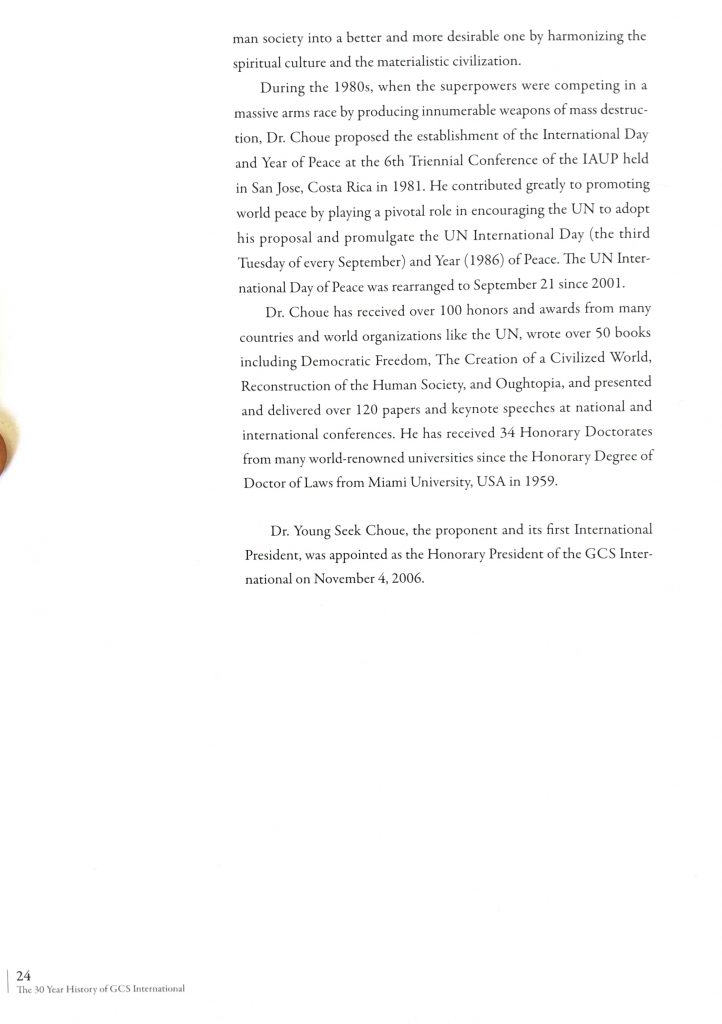 man society into a better and more desirable one by harmonizing the
spiritual culture and the materialistic civilization.
During the 1980s, when the superpowers were competing in a
massive arms race by producing innumerable weapons of mass destruc-
tion, Dr. Choue proposed the establishment of the International Day
and Year of Peace at the 6th Triennial Conference of the IAUP held
in San Jose, Costa Rica in 1981. He contributed greatly to promoting
world peace by playing a pivotal role in encouraging the UN to adopt
his proposal and promulgate the UN International Day (the third
Tuesday of every September) and Year (1986) of Peace. The UN Inter-
national Day of Peace was rearranged to September 21 since 2001.
Dr. Choue has received over 100 honors and awards from many
countries and world organizations like the UN, wrote over 50 books
including Democratic Freedom, The Creation of a Civilized World,
Reconstruction of the Human Society, and Oughtopia, and presented
and delivered over 120 papers and keynote speeches at national and
international conferences. He has received 34 Honorary Doctorates
from many world-renowned universities since the Honorary Degree of
Doctor of Laws from Miami University, USA in 1959.
Dr. Young Seek Choue, the proponent and its first International
President, was appointed as the Honorary President of the GCS Inter-
national on November 4, 2006.
24
The 30 Year History of GCS International